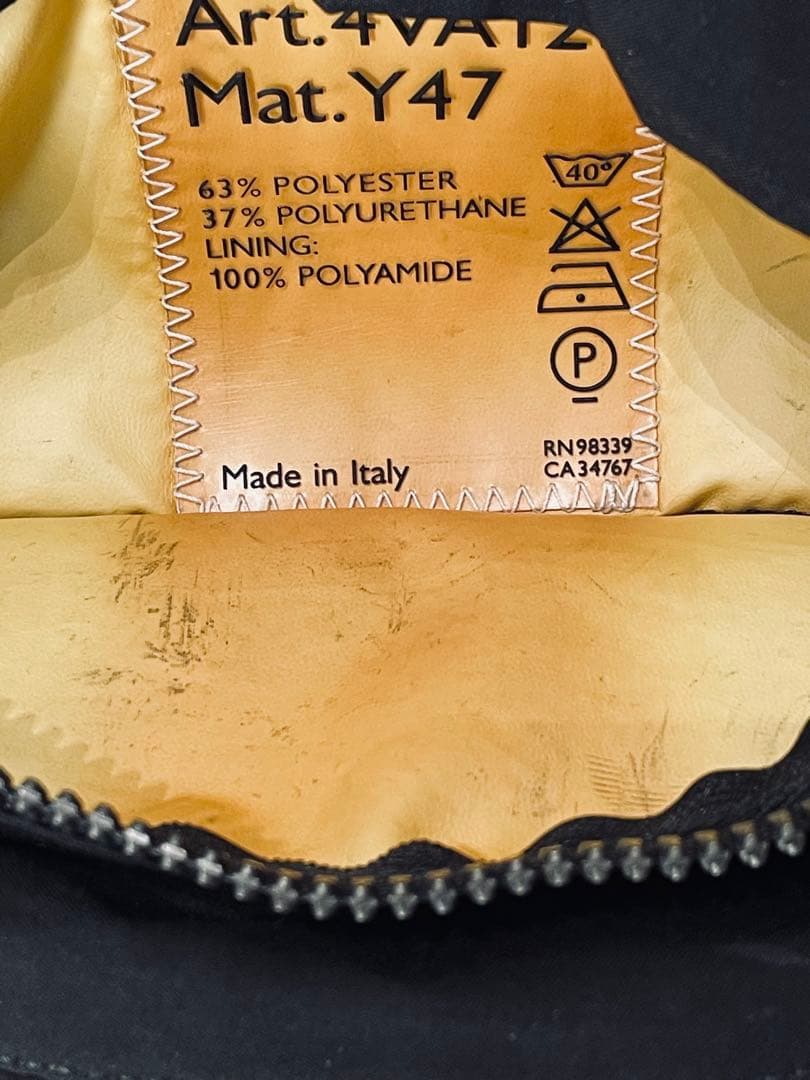 Art.4VA12
Mat.Y47
63% POLYESTER
37% POLYURETHANE
LINING:
100% POLYAMIDE
40°
P
Made in Italy
RN98339
CA34767